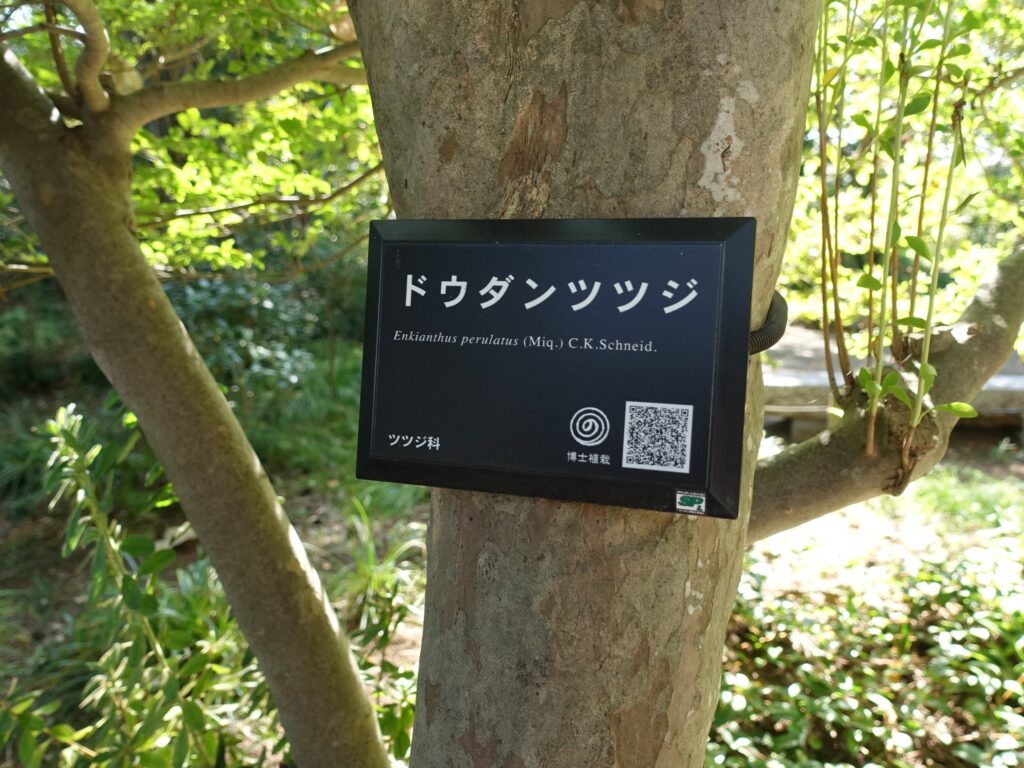 ドウダンツツジ
Enkianthus perulatus (Miq.) C.K.Schneid.
ツツジ科
の
博士植栽